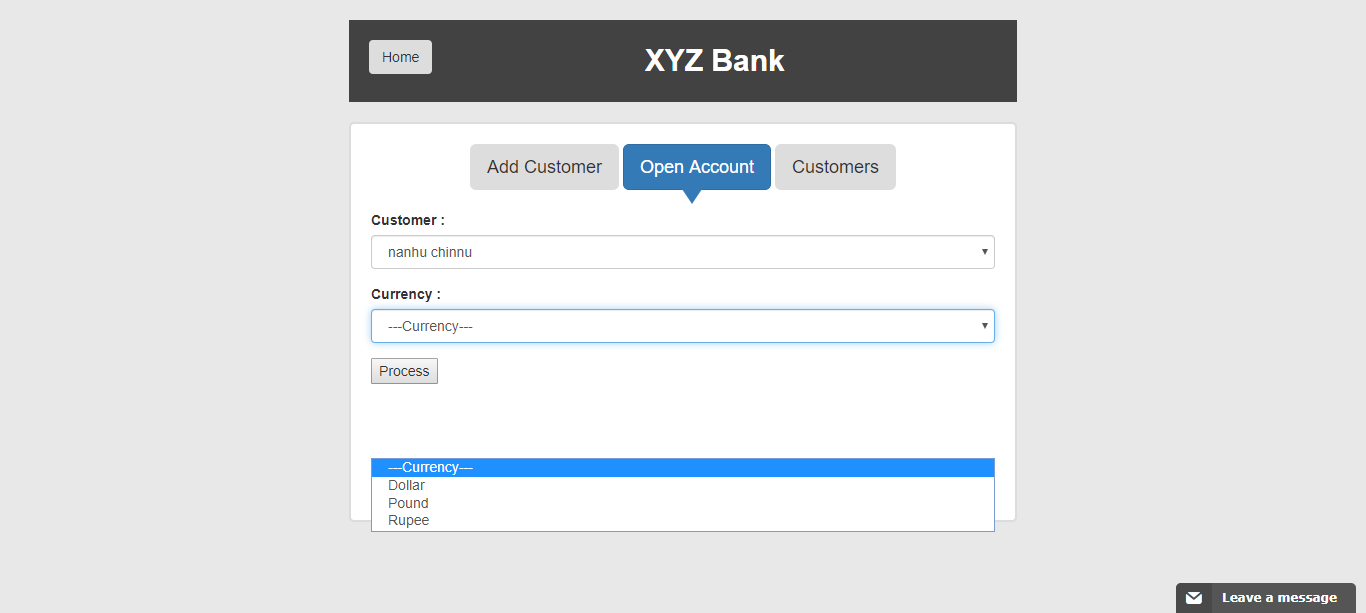 Home
XYZ Bank
Add Customer Open Account Customers
Customer :
nanhu chinnu
Currency :
---Currency---
Process
---Currency---
Dollar
Pound
Rupee
Leave a message